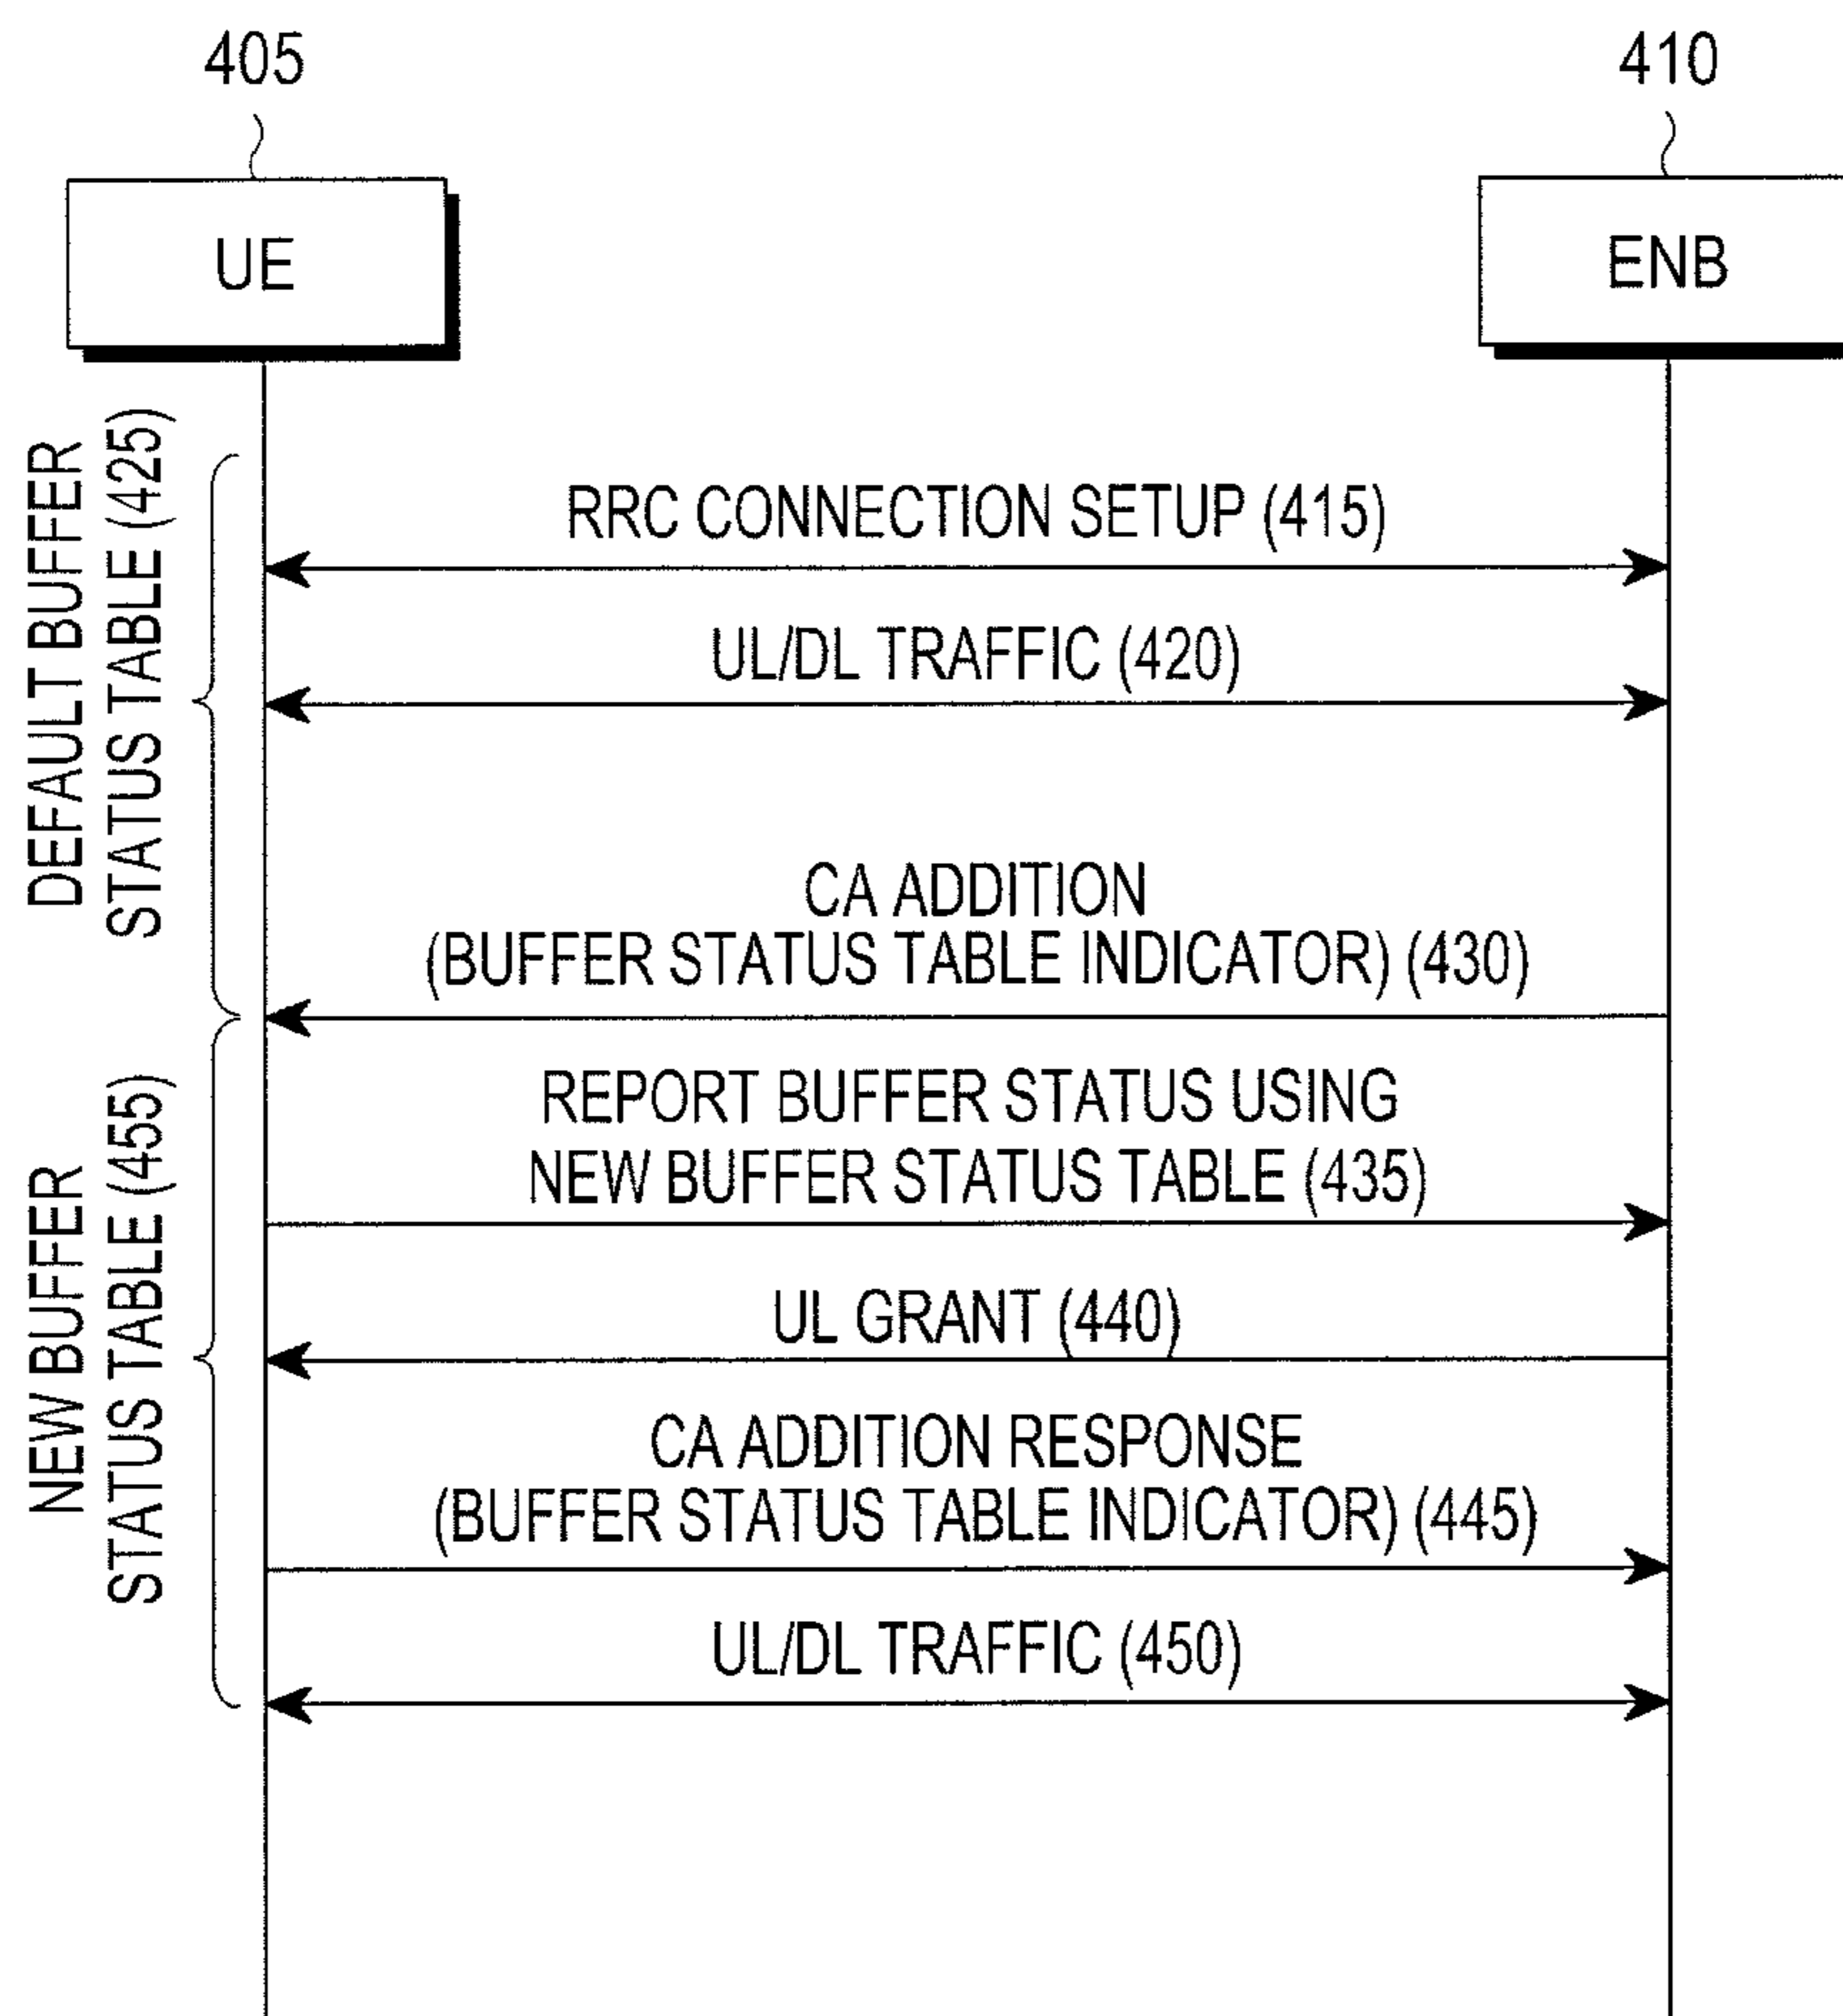 405
410
UE
ENB
DEFAULT BUFFER
STATUS TABLE (425)
RRC CONNECTION SETUP (415)
UL/DL TRAFFIC (420)
CA ADDITION
(BUFFER STATUS TABLE INDICATOR) (430)
NEW BUFFER
STATUS TABLE (455)
REPORT BUFFER STATUS USING
NEW BUFFER STATUS TABLE (435)
UL GRANT (440)
CA ADDITION RESPONSE
(BUFFER STATUS TABLE INDICATOR) (445)
UL/DL TRAFFIC (450)